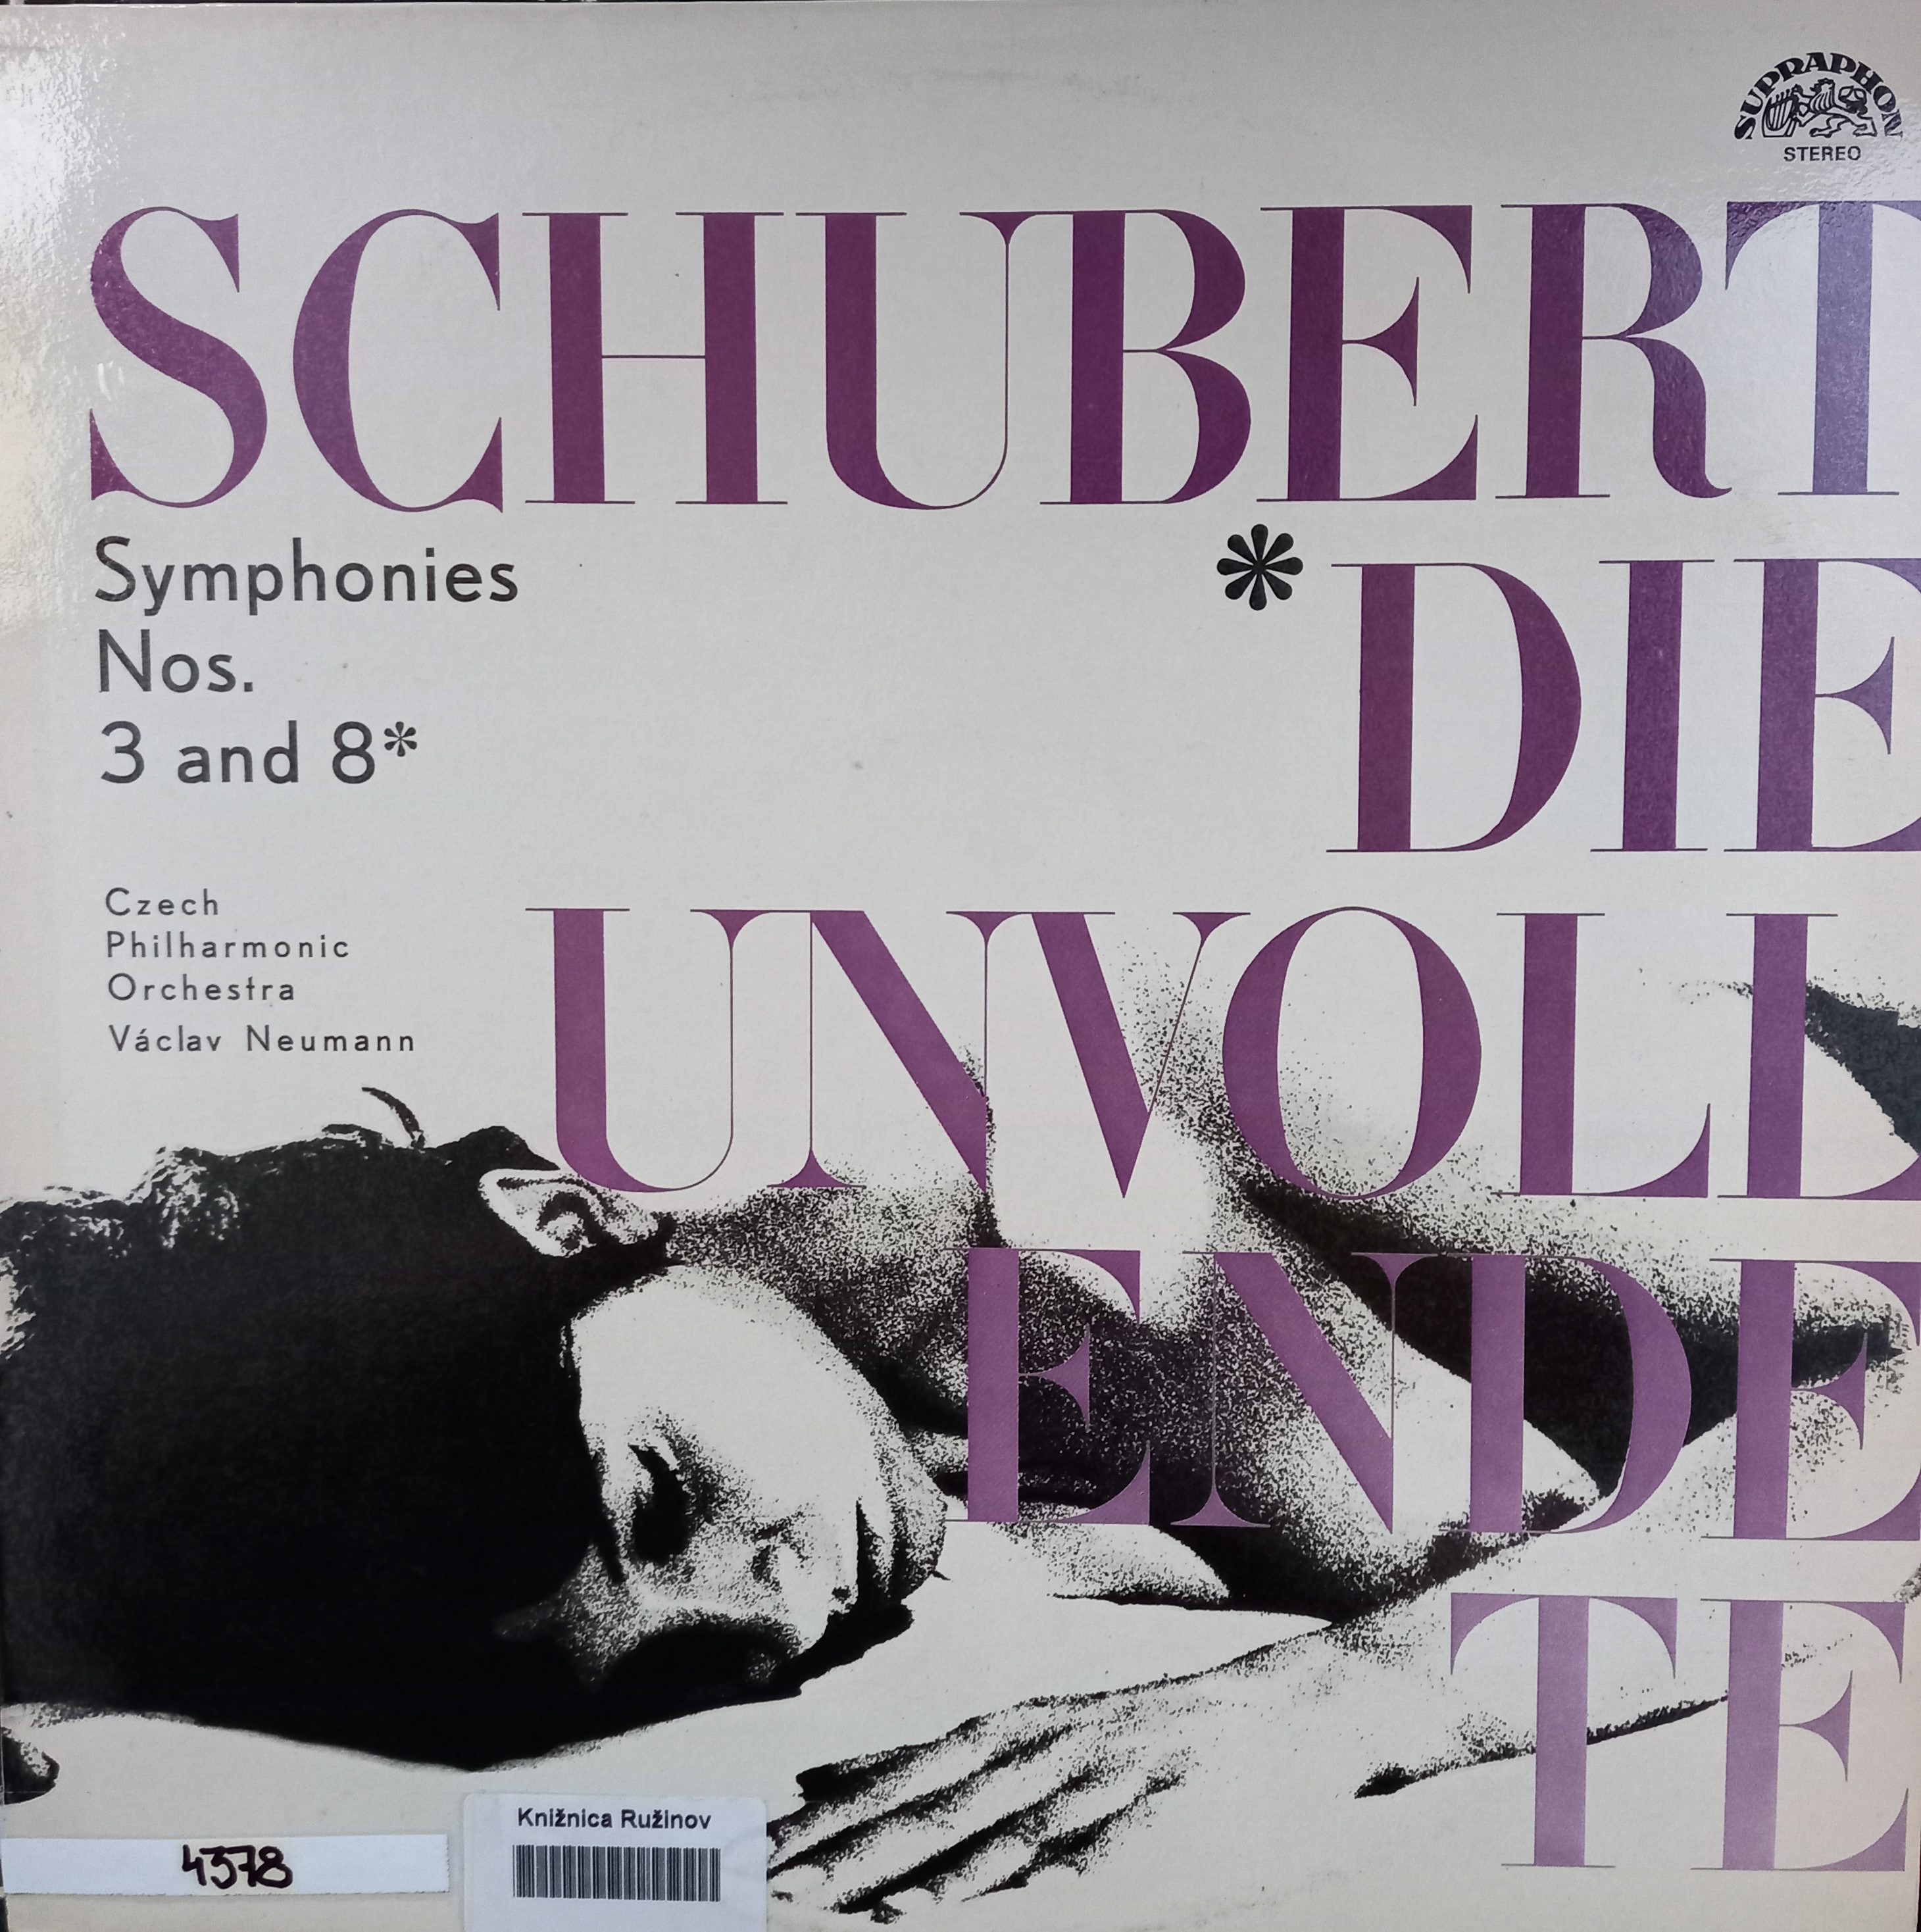 SUPRAPHON
STEREO
SCHUBERT
Symphonies
Nos.
3 and 8*
*DIE
UNVOLL
ENDE
TE
Czech
Philharmonic
Orchestra
Václav Neumann
4378
Knižnica Ružinov